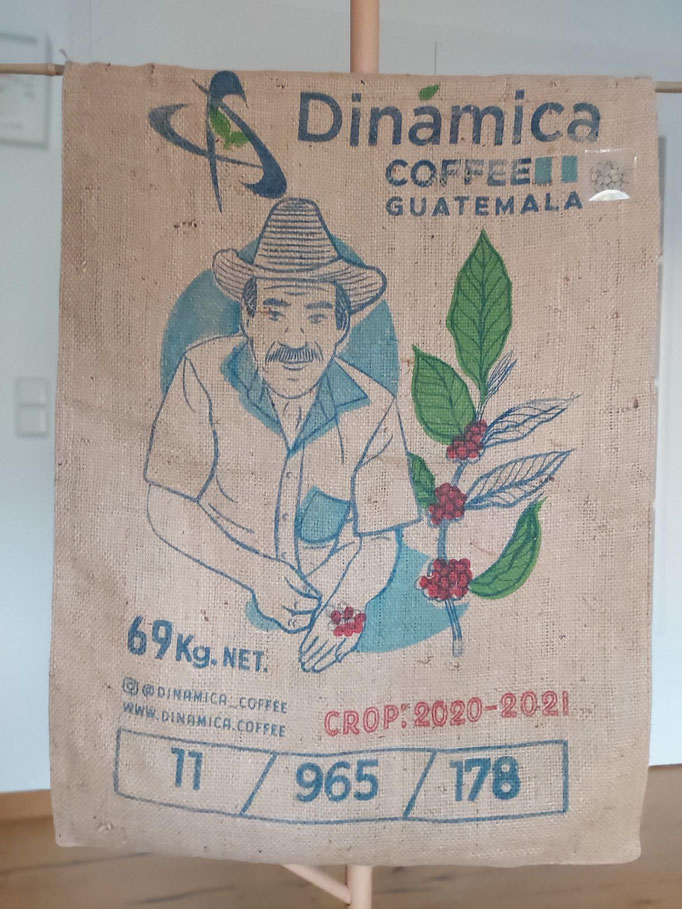 Dinámica
COFFEE
GUATEMALA
69Kg. NET.
@DINAMICA_COFFEE
WWW.DINAMICA.COFFEE
CROP: 2020-2021
11 / 965 / 178